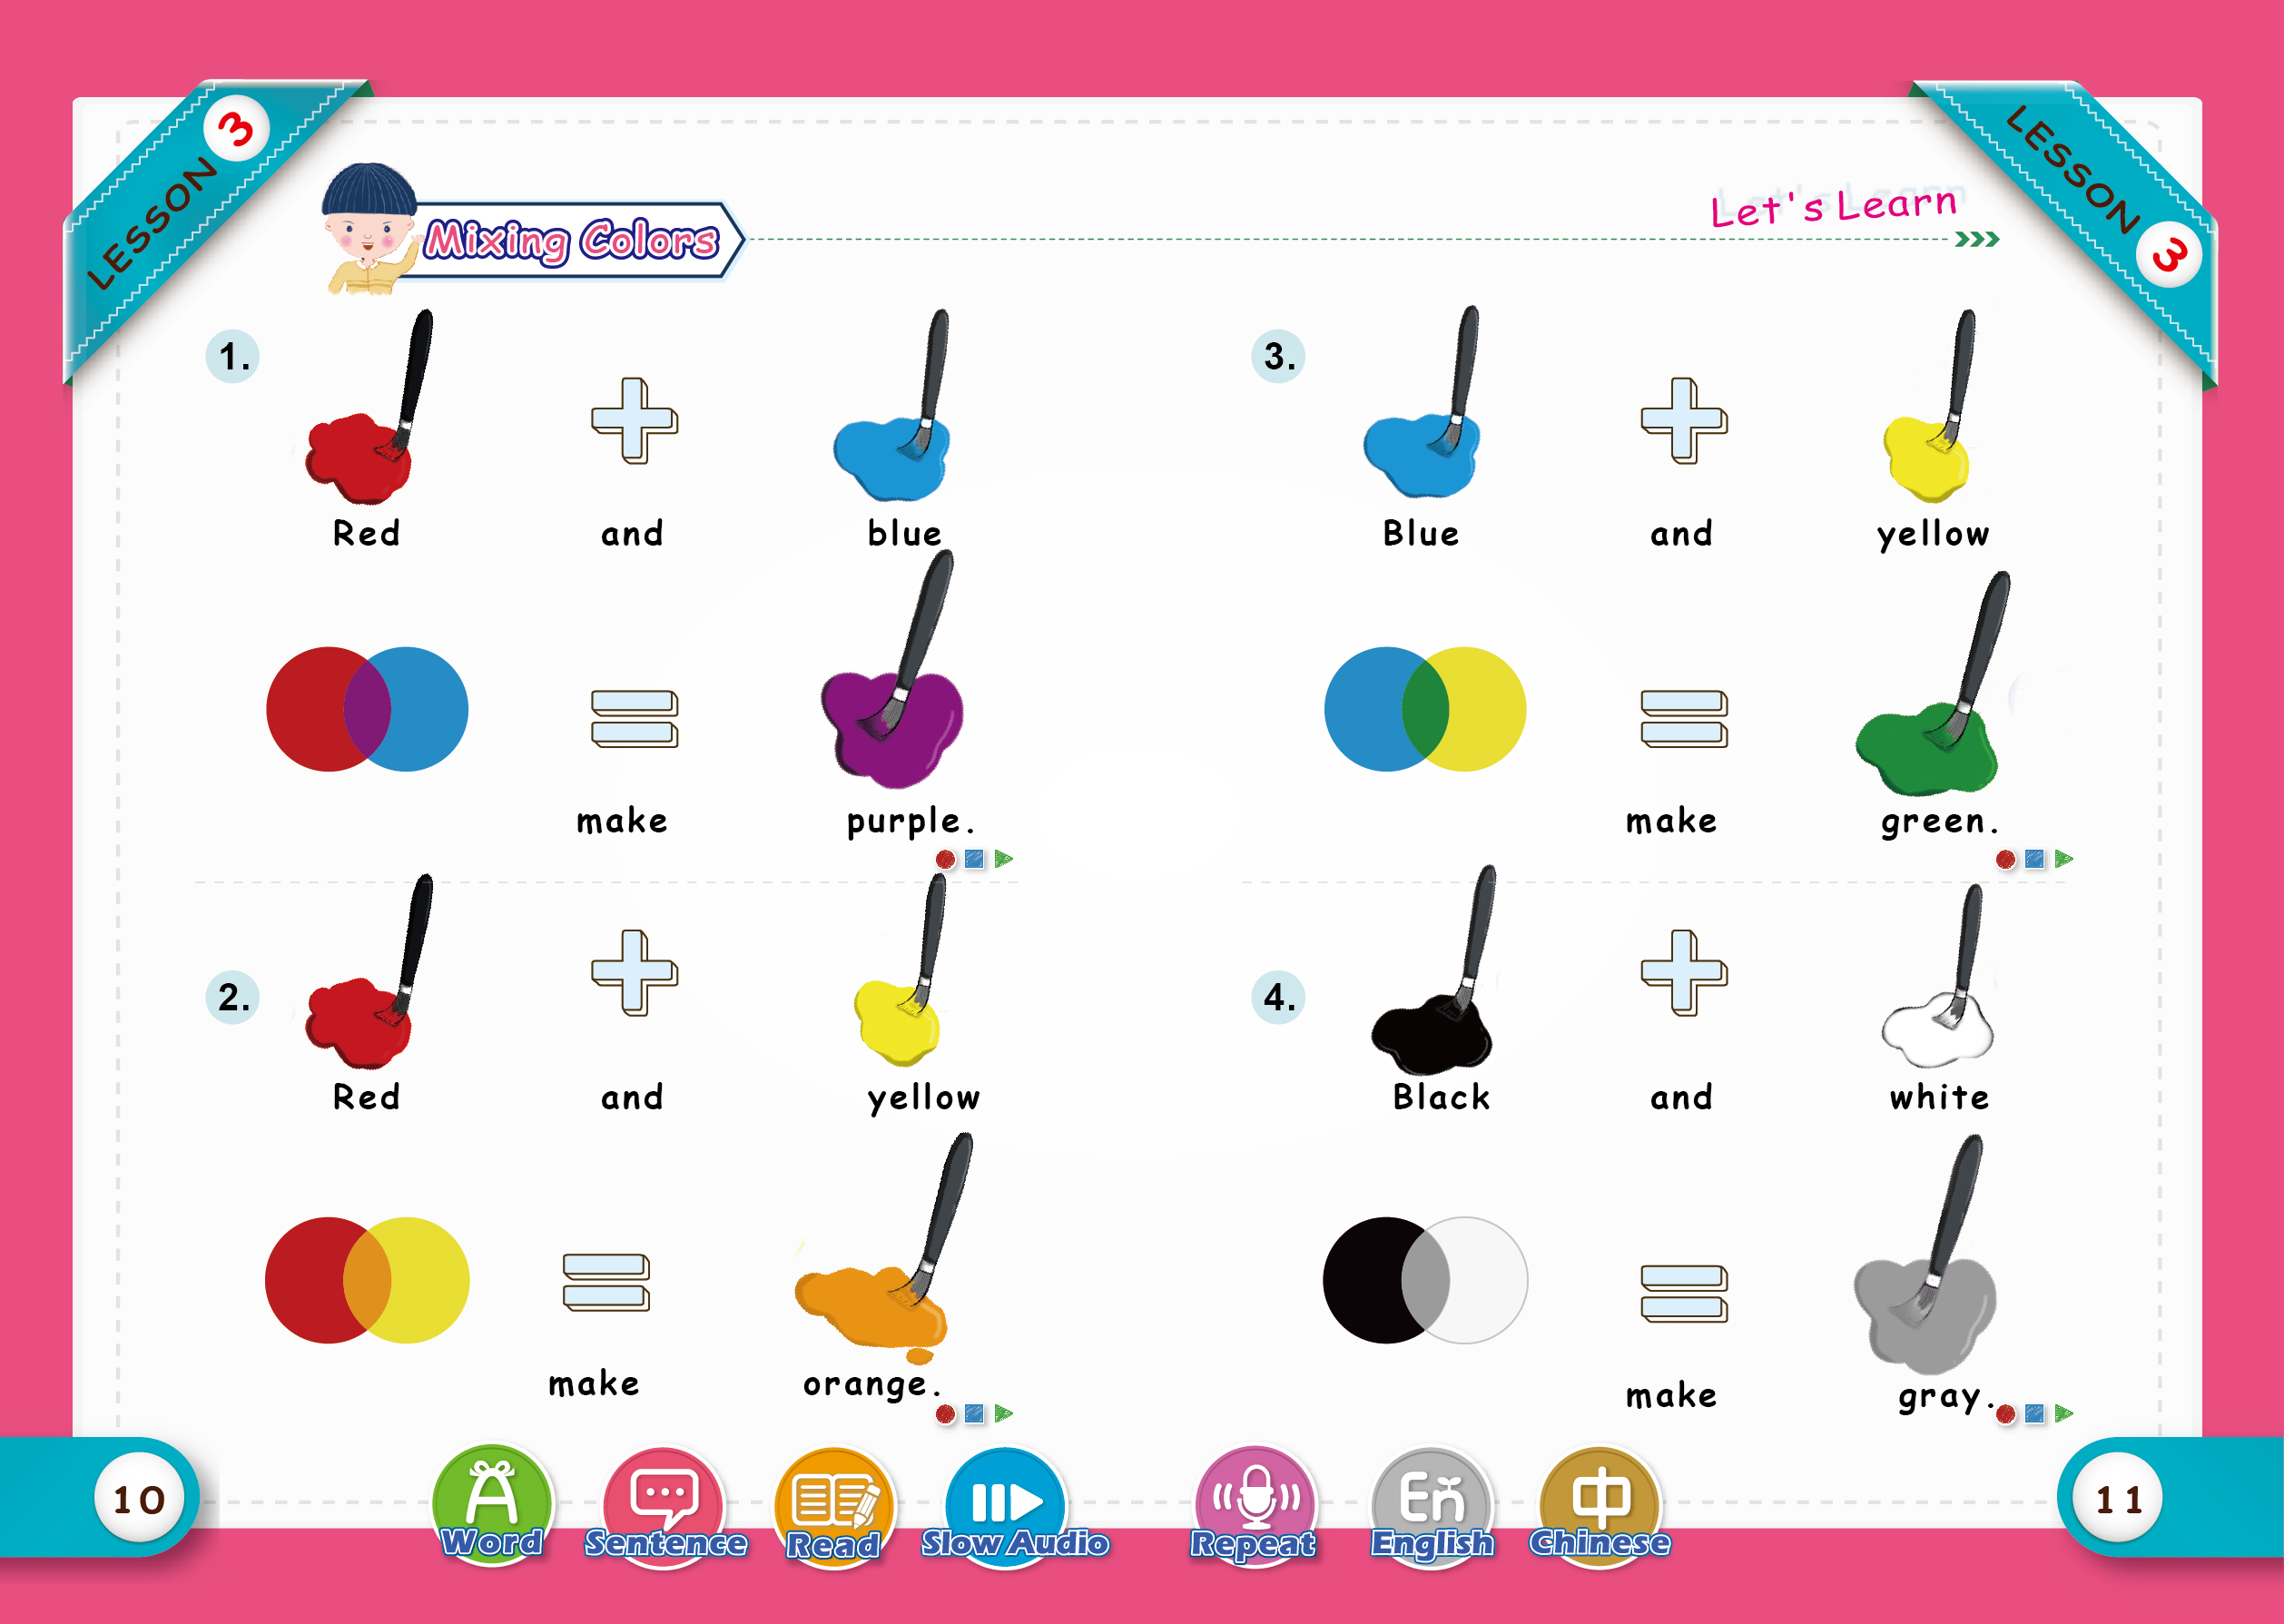 LESSON 3
Mixing Colors
1.
Red and blue
make purple.
2.
Red and yellow
make orange.
10
Let's Learn
LESSON 3
3.
Blue and yellow
make green.
4.
Black and white
make gray.
11
Word
Sentence
Read
Slow Audio
Repeat
En
English
中
Chinese